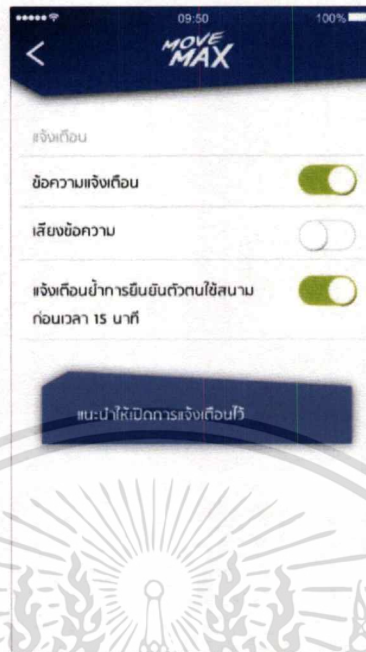 09:50
100%
MOVE
MAX
แจ้งเตือน
ข้อความแจ้งเตือน
เสียงข้อความ
แจ้งเตือนย้ำการยืนยันตัวตนใช้สนาม
ก่อนเวลา 15 นาที
แนะนำให้เปิดการแจ้งเตือนไว้